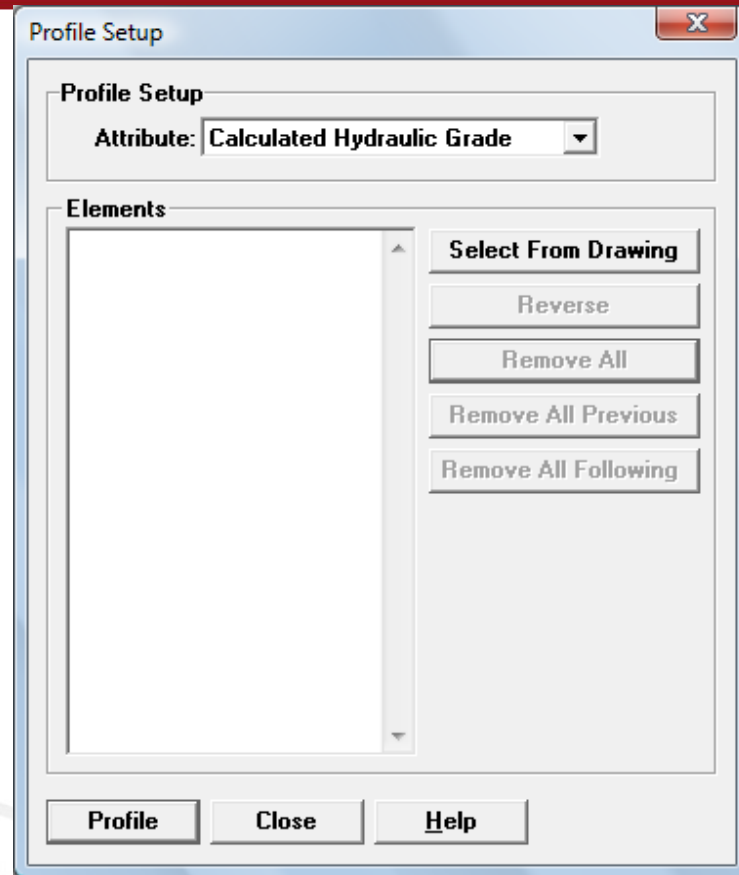 Profile Setup
Profile Setup
Attribute: Calculated Hydraulic Grade
Elements
Select From Drawing
Reverse
Remove All
Remove All Previous
Remove All Following
Profile Close Help